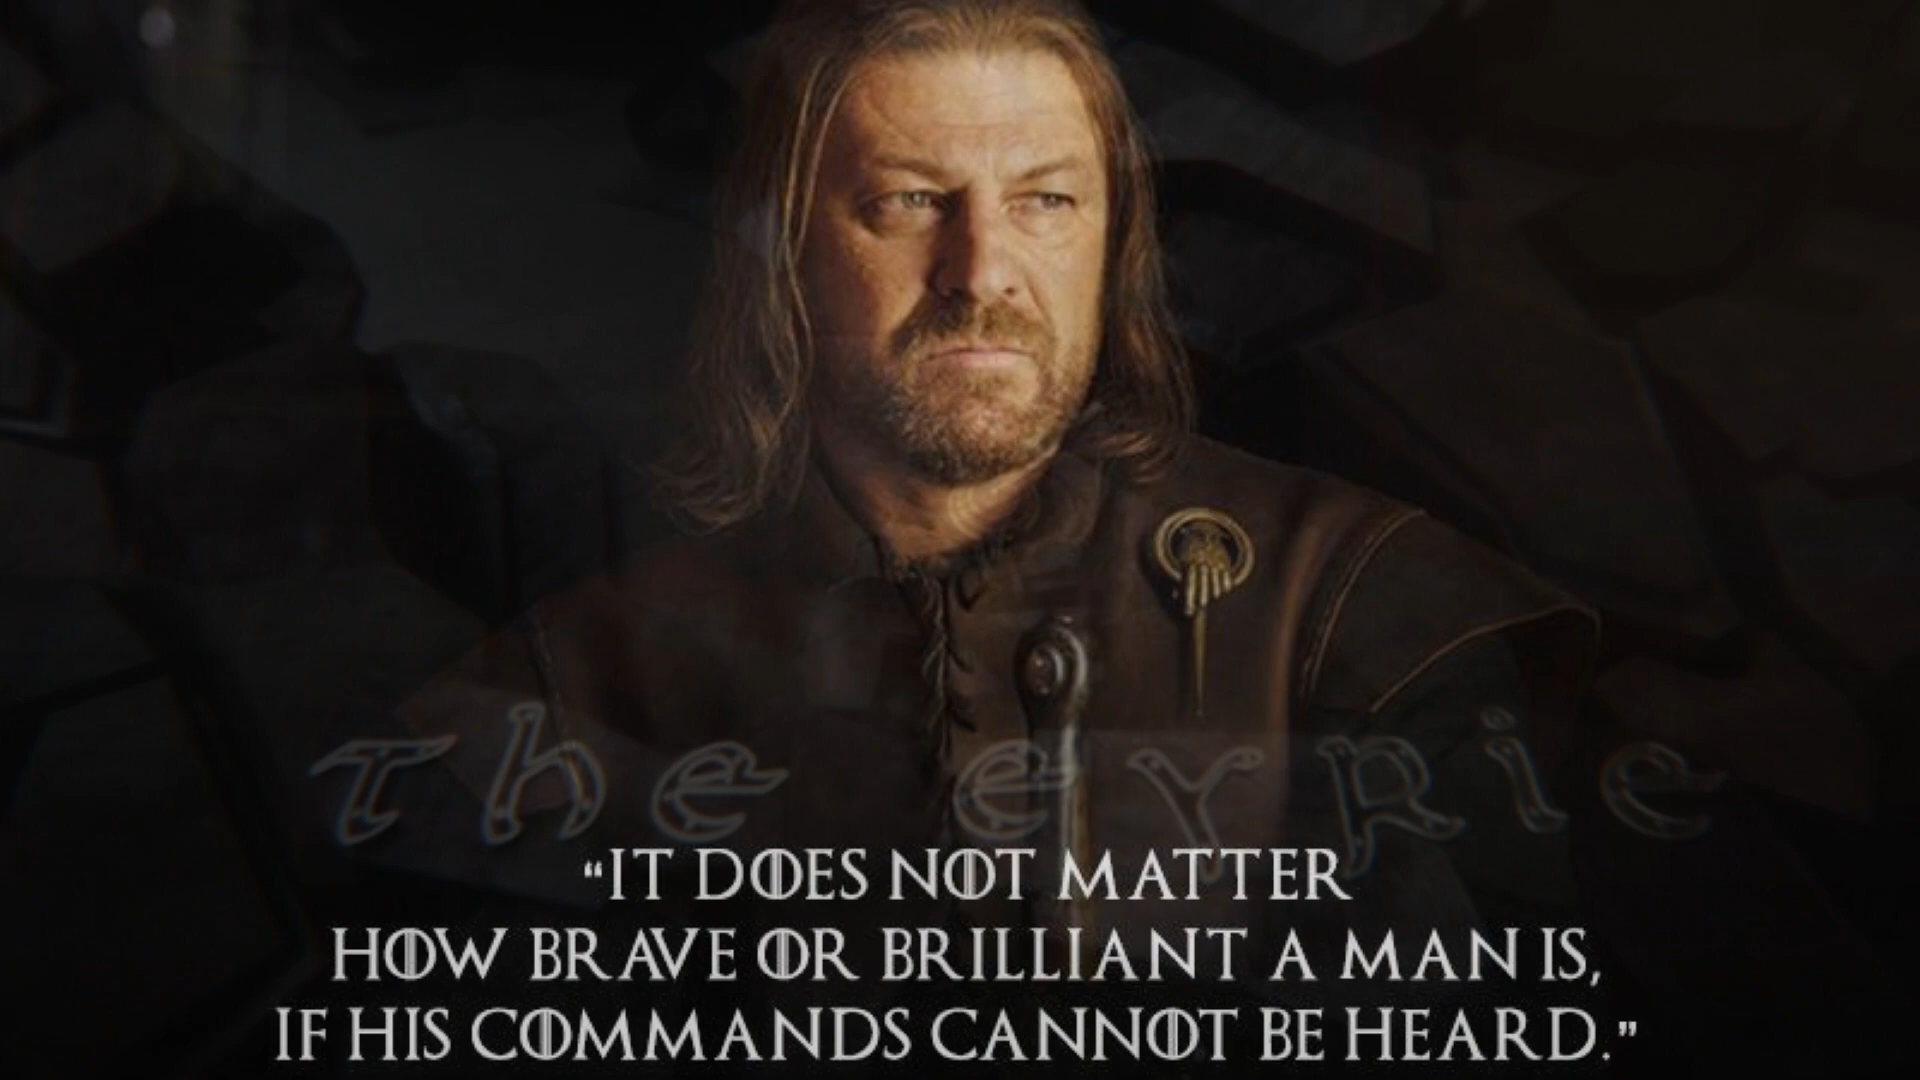 The eyrie
“IT DOES NOT MATTER
HOW BRAVE OR BRILLIANT A MAN IS,
IF HIS COMMANDS CANNOT BE HEARD.”